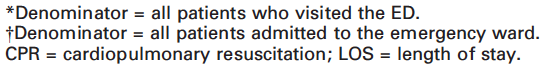 *Denominator = all patients who visited the ED.
†Denominator = all patients admitted to the emergency ward.
CPR = cardiopulmonary resuscitation; LOS = length of stay.